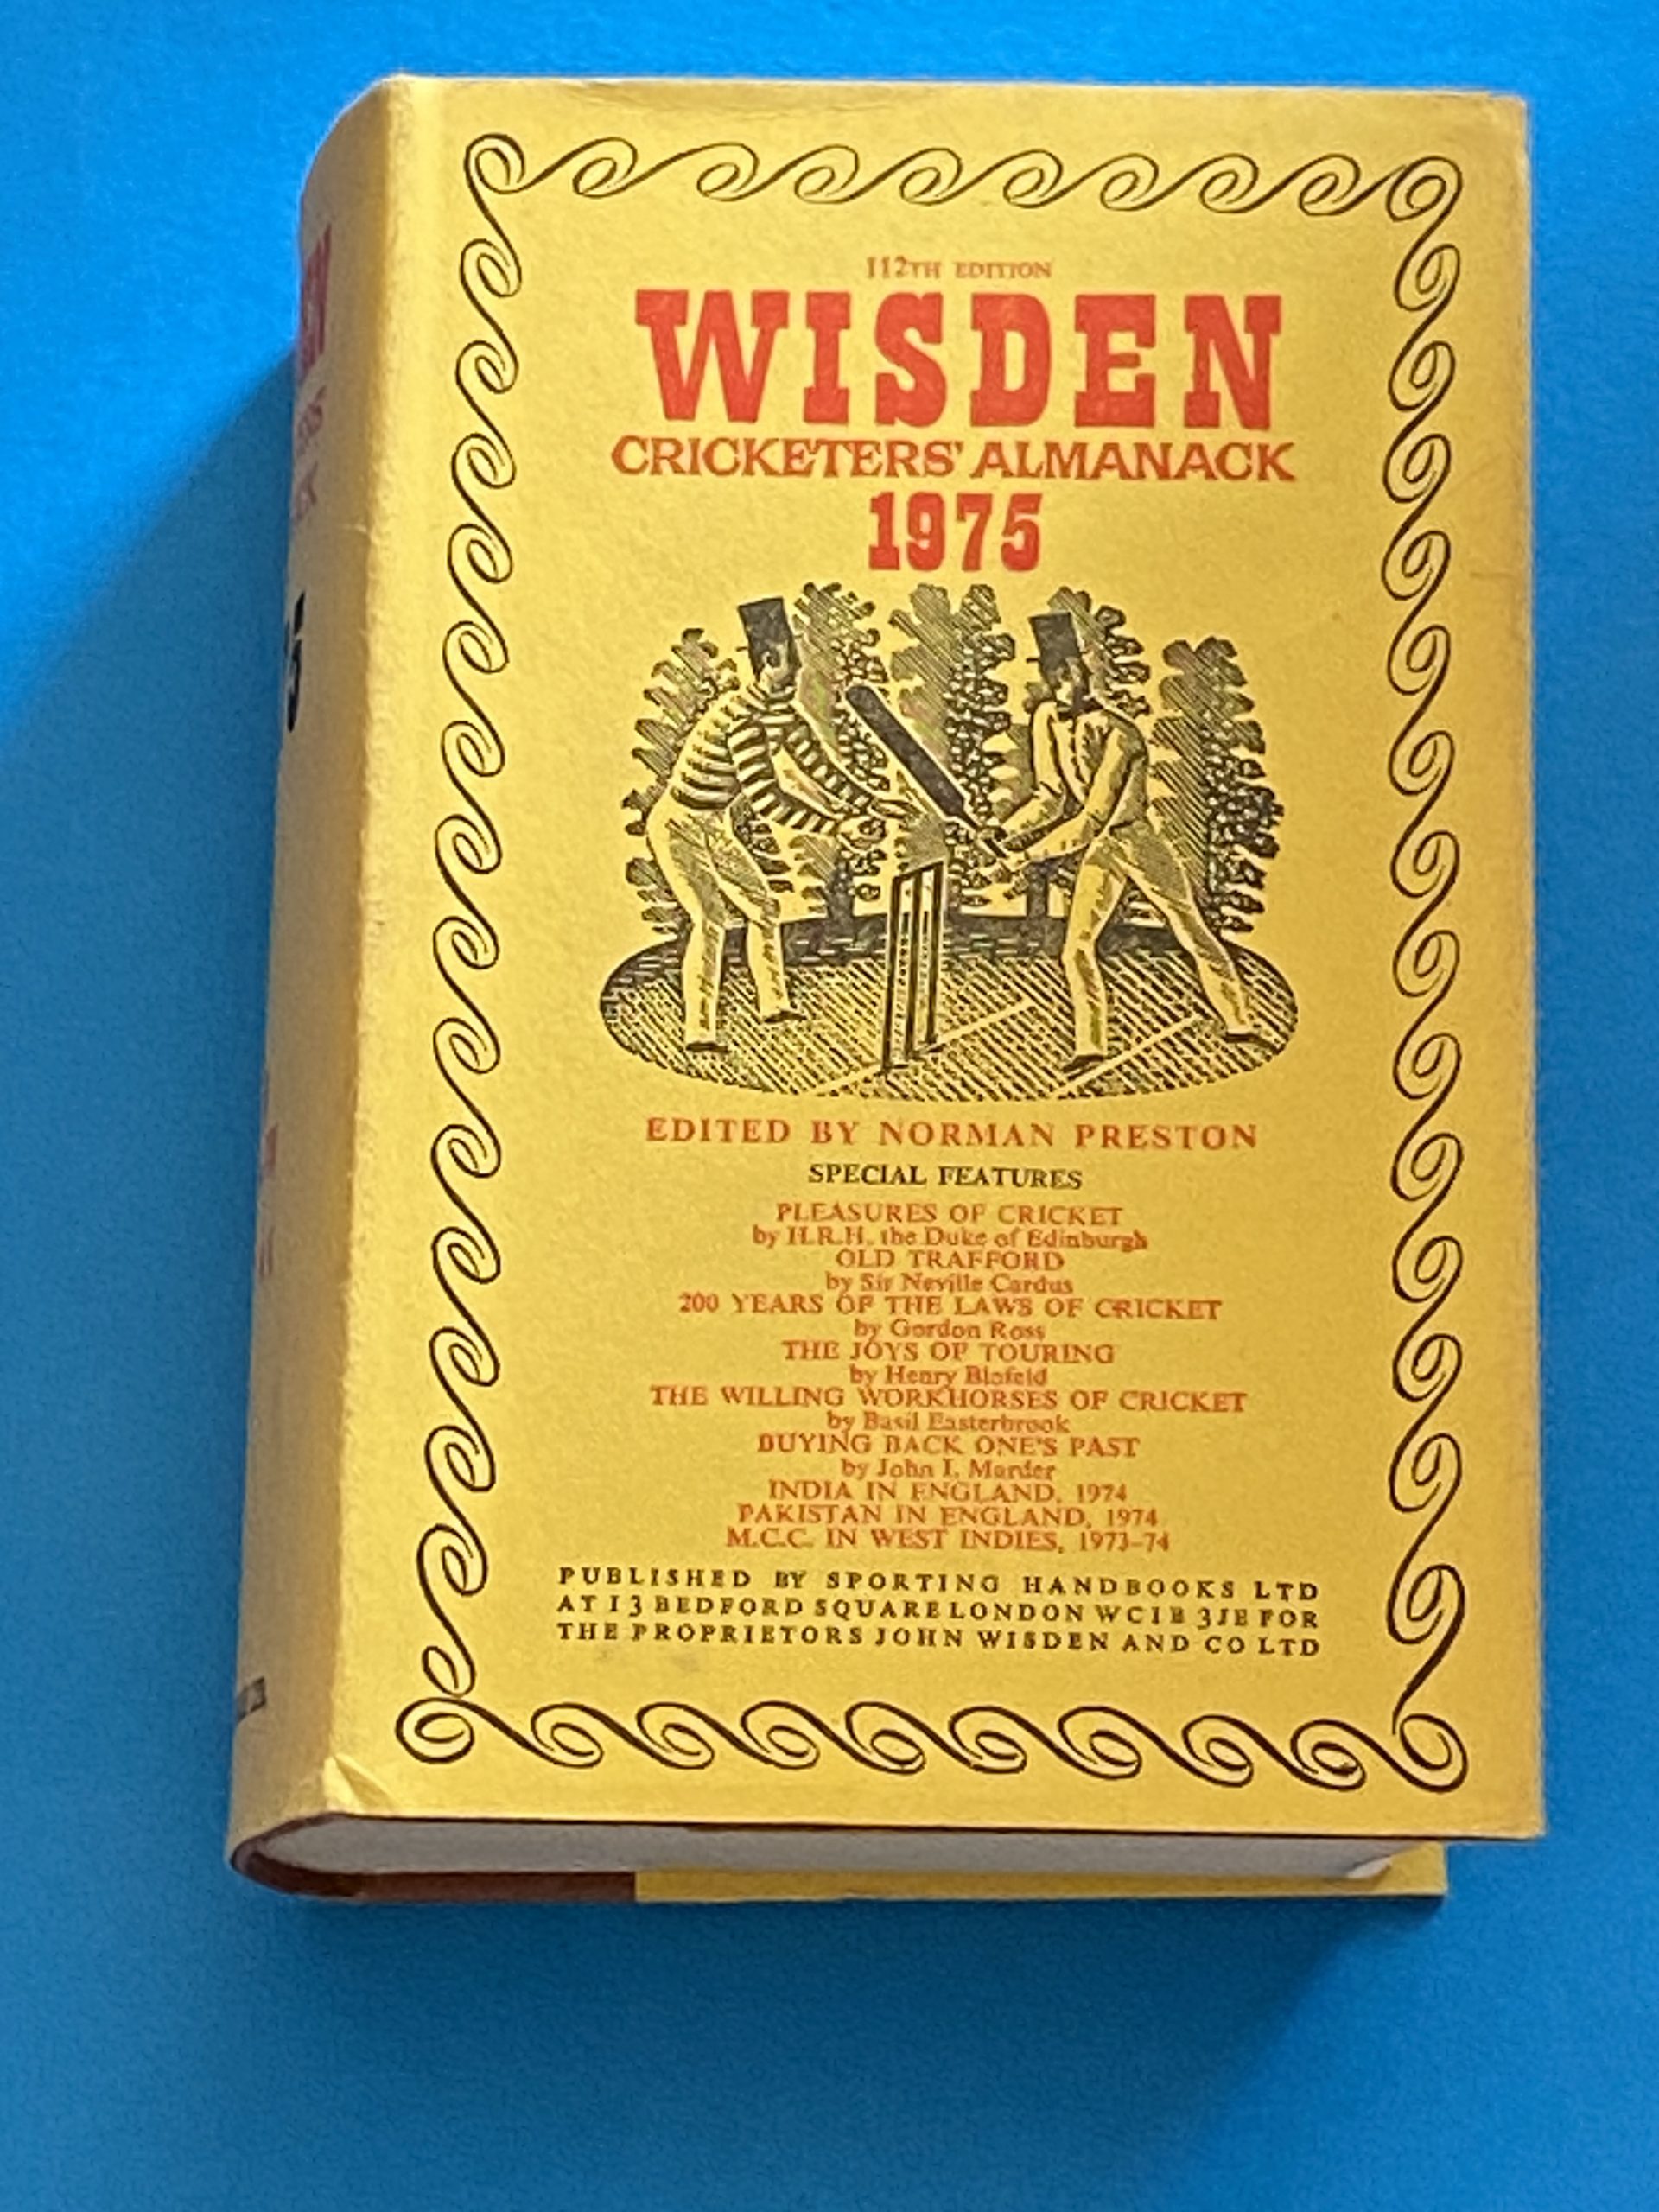 112TH EDITION
WISDEN
CRICKETERS' ALMANACK
1975
EDITED BY NORMAN PRESTON
SPECIAL FEATURES
PLEASURES OF CRICKET
by H.R.H. the Duke of Edinburgh
OLD TRAFFORD
by Sir Neville Cardus
200 YEARS OF THE LAWS OF CRICKET
by Gordon Ross
THE JOYS OF TOURING
by Henry Blofeld
THE WILLING WORKHORSES OF CRICKET
by Basil Easterbrook
BUYING BACK ONE'S PAST
by John I. Marder
INDIA IN ENGLAND, 1974
PAKISTAN IN ENGLAND, 1974
M.C.C. IN WEST INDIES, 1973-74
PUBLISHED BY SPORTING HANDBOOKS LTD
AT 13 BEDFORD SQUARE LONDON WC1B 3JE FOR
THE PROPRIETORS JOHN WISDEN AND CO LTD